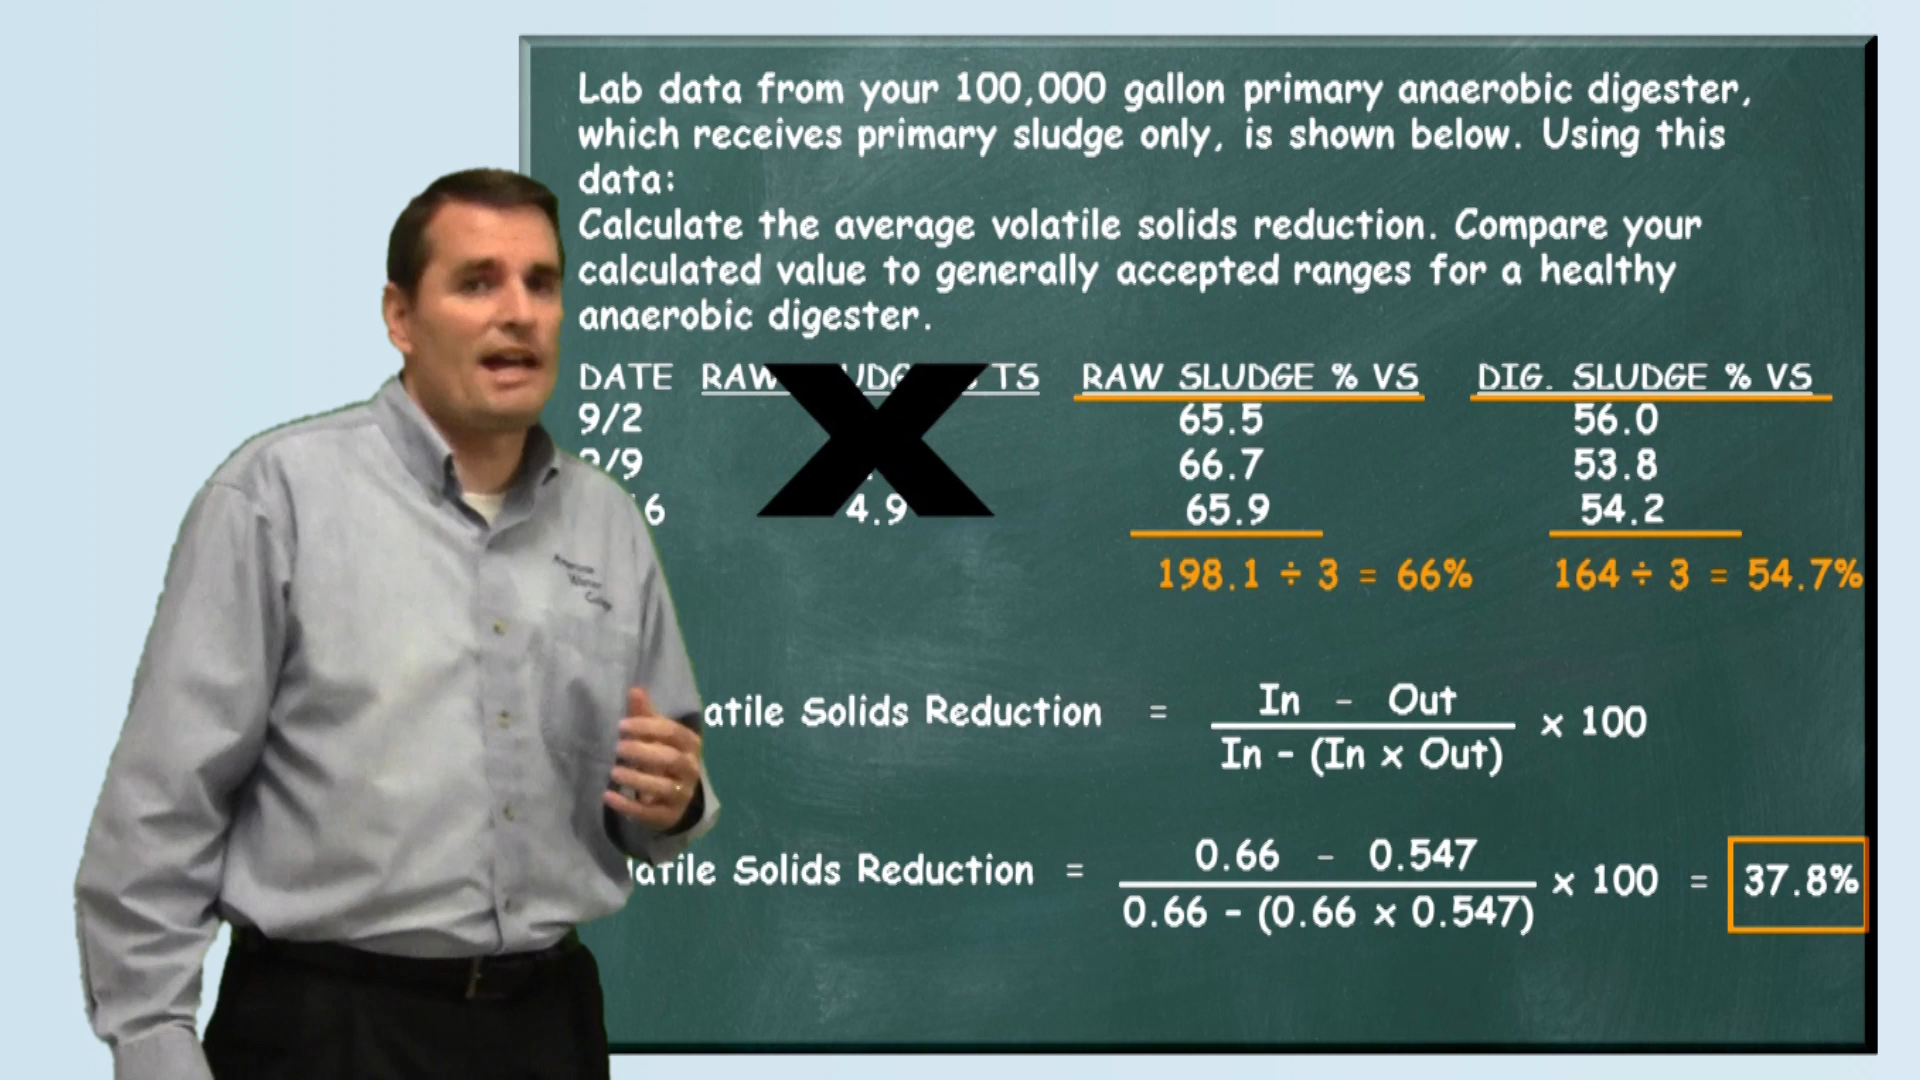 Lab data from your 100,000 gallon primary anaerobic digester,
which receives primary sludge only, is shown below. Using this
data:
Calculate the average volatile solids reduction. Compare your
calculated value to generally accepted ranges for a healthy
anaerobic digester.
DATE RAW TS RAW SLUDGE % VS DIG. SLUDGE % VS
9/2 65.5 56.0
/9 66.7 53.8
6 4.9 65.9 54.2
198.1 ÷ 3 = 66% 164 ÷ 3 = 54.7%
atile Solids Reduction = In - Out x 100
In - (In x Out)
atile Solids Reduction = 0.66 - 0.547 x 100 = 37.8%
0.66 - (0.66 x 0.547)